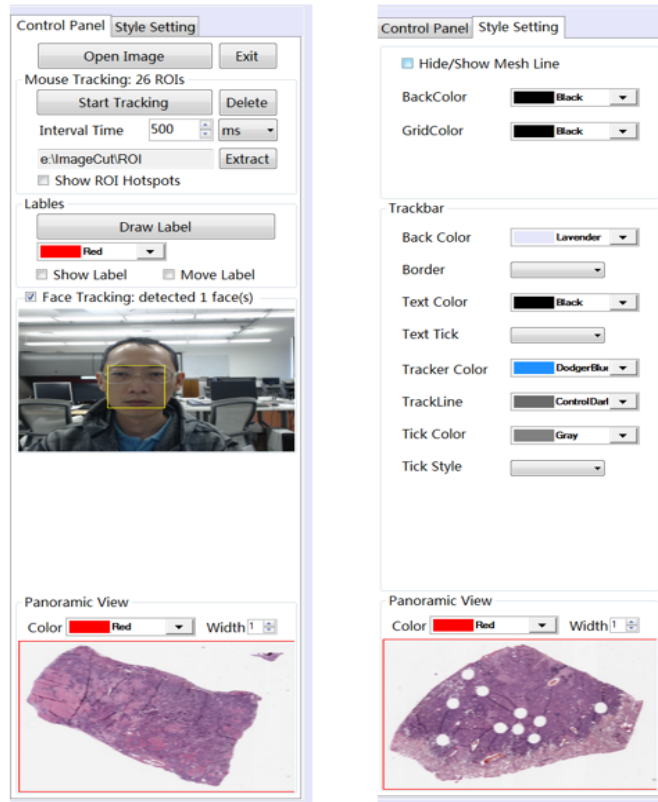 Control Panel Style Setting
Open Image Exit
Mouse Tracking: 26 ROIs
Start Tracking Delete
Interval Time 500 ms
e:\ImageCut\ROI Extract
Show ROI Hotspots
Lables
Draw Label
Red
Show Label Move Label
Face Tracking: detected 1 face(s)
Panoramic View
Color Red Width 1
Control Panel Style Setting
Hide/Show Mesh Line
BackColor Black
GridColor Black
Trackbar
Back Color Lavender
Border
Text Color Black
Text Tick
Tracker Color DodgerBlu
TrackLine ControlDarl
Tick Color Gray
Tick Style
Panoramic View
Color Red Width 1